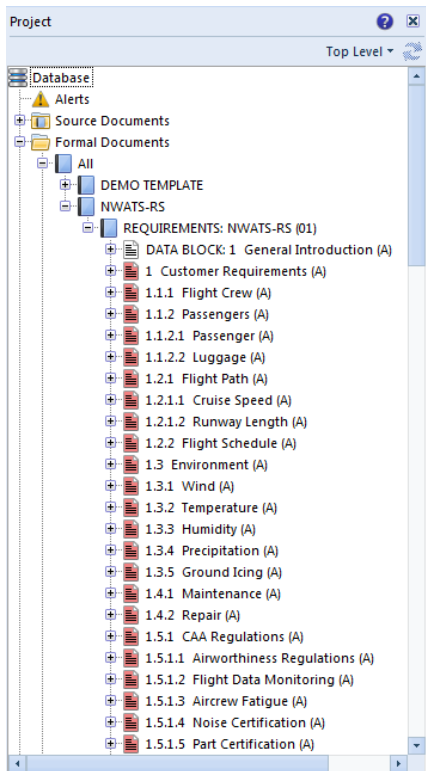 Project
Top Level
Database
Alerts
Source Documents
Formal Documents
All
DEMO TEMPLATE
NWATS-RS
REQUIREMENTS: NWATS-RS (01)
DATA BLOCK: 1 General Introduction (A)
1 Customer Requirements (A)
1.1.1 Flight Crew (A)
1.1.2 Passengers (A)
1.1.2.1 Passenger (A)
1.1.2.2 Luggage (A)
1.2.1 Flight Path (A)
1.2.1.1 Cruise Speed (A)
1.2.1.2 Runway Length (A)
1.2.2 Flight Schedule (A)
1.3 Environment (A)
1.3.1 Wind (A)
1.3.2 Temperature (A)
1.3.3 Humidity (A)
1.3.4 Precipitation (A)
1.3.5 Ground Icing (A)
1.4.1 Maintenance (A)
1.4.2 Repair (A)
1.5.1 CAA Regulations (A)
1.5.1.1 Airworthiness Regulations (A)
1.5.1.2 Flight Data Monitoring (A)
1.5.1.3 Aircrew Fatigue (A)
1.5.1.4 Noise Certification (A)
1.5.1.5 Part Certification (A)